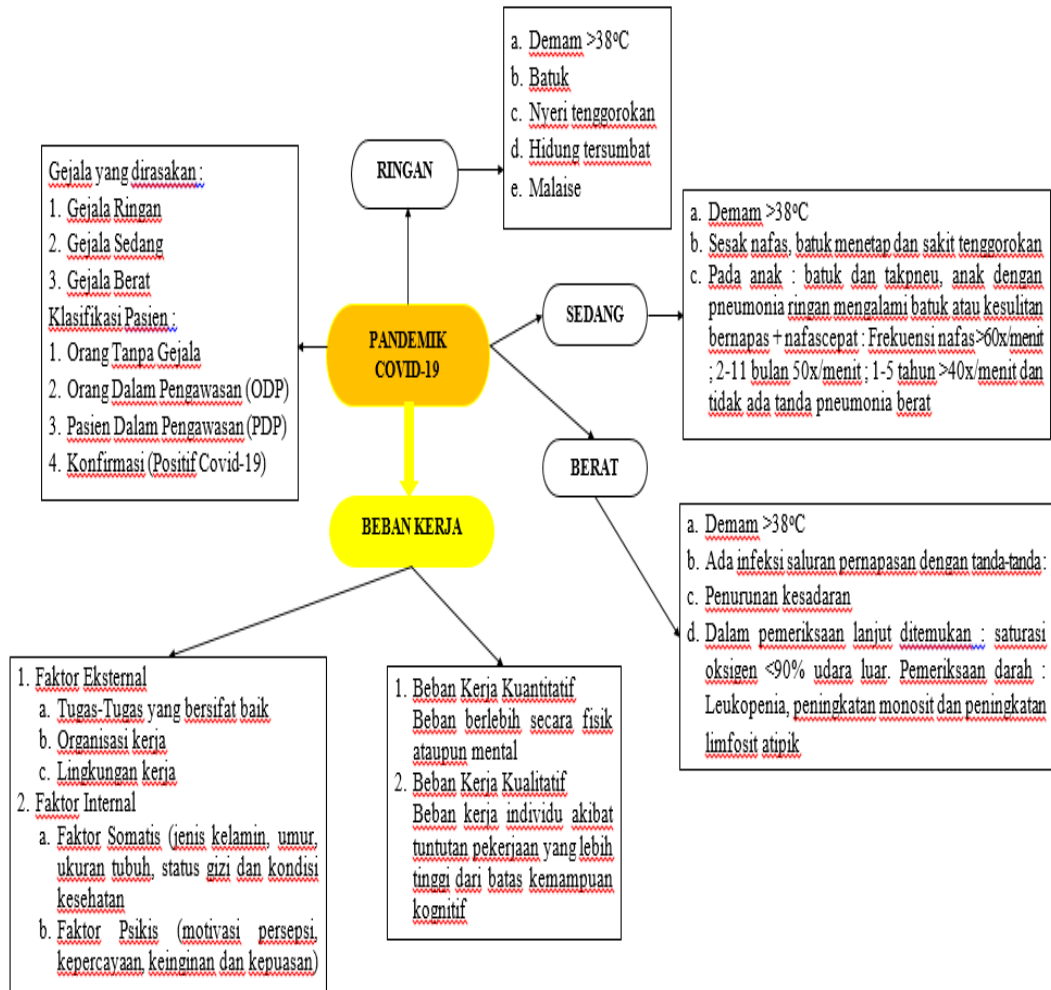 a. Demam >38ºC
b. Batuk
c. Nyeri tenggorokan
d. Hidung tersumbat
e. Malaise
RINGAN
Gejala yang dirasakan :
1. Gejala Ringan
2. Gejala Sedang
3. Gejala Berat
Klasifikasi Pasien :
1. Orang Tanpa Gejala
2. Orang Dalam Pengawasan (ODP)
3. Pasien Dalam Pengawasan (PDP)
4. Konfirmasi (Positif Covid-19)
PANDEMIK
COVID-19
SEDANG
a. Demam >38ºC
b. Sesak nafas, batuk menetap dan sakit tenggorokan
c. Pada anak : batuk dan takpneu, anak dengan
pneumonia ringan mengalami batuk atau kesulitan
bernapas + nafascepat : Frekuensi nafas >60x/menit
; 2-11 bulan 50x/menit ; 1-5 tahun >40x/menit dan
tidak ada tanda pneumonia berat
BERAT
a. Demam >38ºC
b. Ada infeksi saluran pernapasan dengan tanda-tanda :
c. Penurunan kesadaran
d. Dalam pemeriksaan lanjut ditemukan : saturasi
oksigen <90% udara luar. Pemeriksaan darah :
Leukopenia, peningkatan monosit dan peningkatan
limfosit atipik
BEBAN KERJA
1. Faktor Eksternal
a. Tugas-Tugas yang bersifat baik
b. Organisasi kerja
c. Lingkungan kerja
2. Faktor Internal
a. Faktor Somatis (jenis kelamin, umur,
ukuran tubuh, status gizi dan kondisi
kesehatan
b. Faktor Psikis (motivasi persepsi,
kepercayaan, keinginan dan kepuasan)
1. Beban Kerja Kuantitatif
Beban berlebih secara fisik
ataupun mental
2. Beban Kerja Kualitatif
Beban kerja individu akibat
tuntutan pekerjaan yang lebih
tinggi dari batas kemampuan
kognitif